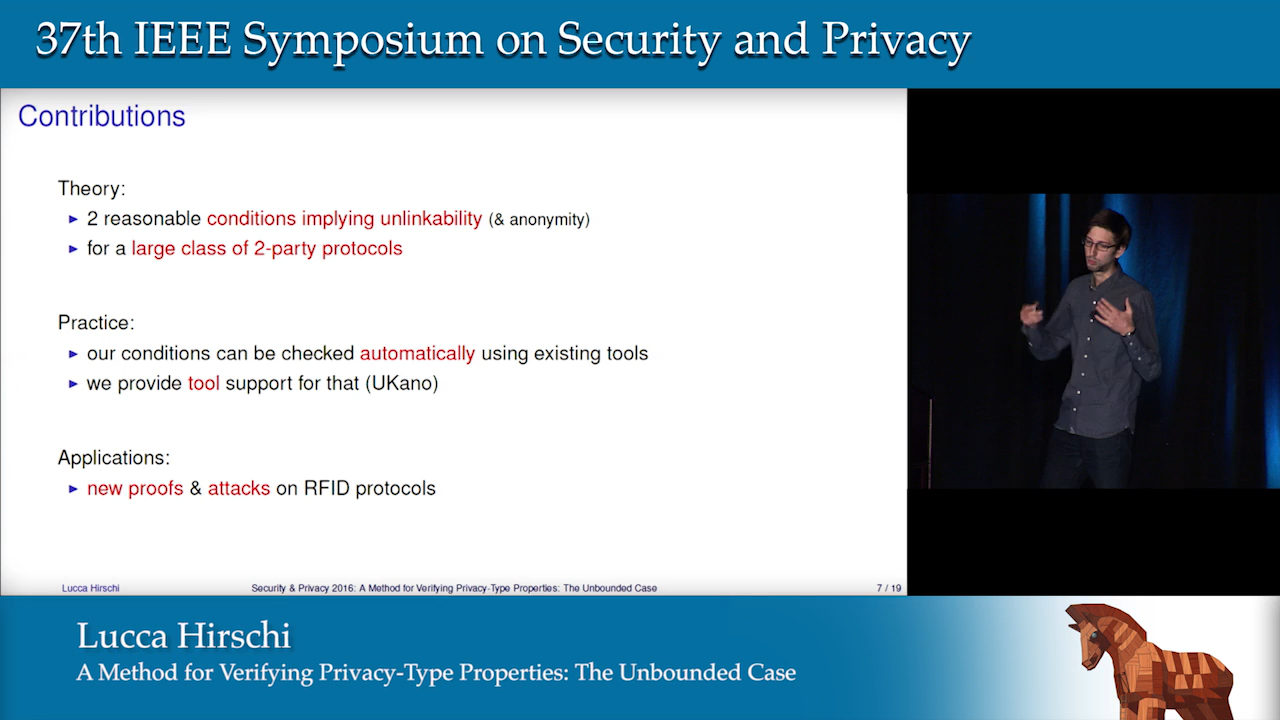 37th IEEE Symposium on Security and Privacy
Contributions
Theory:
► 2 reasonable conditions implying unlinkability (& anonymity)
► for a large class of 2-party protocols
Practice:
► our conditions can be checked automatically using existing tools
► we provide tool support for that (UKano)
Applications:
► new proofs & attacks on RFID protocols
Lucca Hirschi Security & Privacy 2016: A Method for Verifying Privacy-Type Properties: The Unbounded Case 7 / 19
Lucca Hirschi
A Method for Verifying Privacy-Type Properties: The Unbounded Case